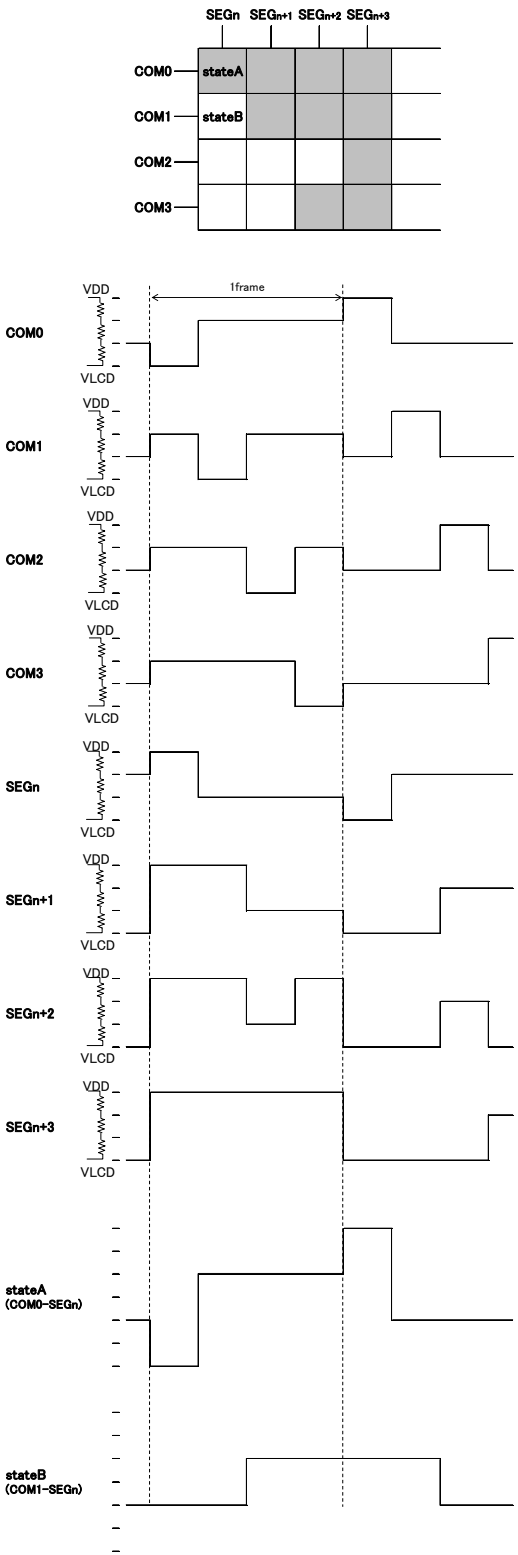 SEGn SEGn+1 SEGn+2 SEGn+3
COM0 stateA
COM1 stateB
COM2
COM3
1frame
VDD
COM0
VLCD
VDD
COM1
VLCD
VDD
COM2
VLCD
VDD
COM3
VLCD
VDD
SEGn
VLCD
VDD
SEGn+1
VLCD
VDD
SEGn+2
VLCD
VDD
SEGn+3
VLCD
stateA
(COM0-SEGn)
stateB
(COM1-SEGn)